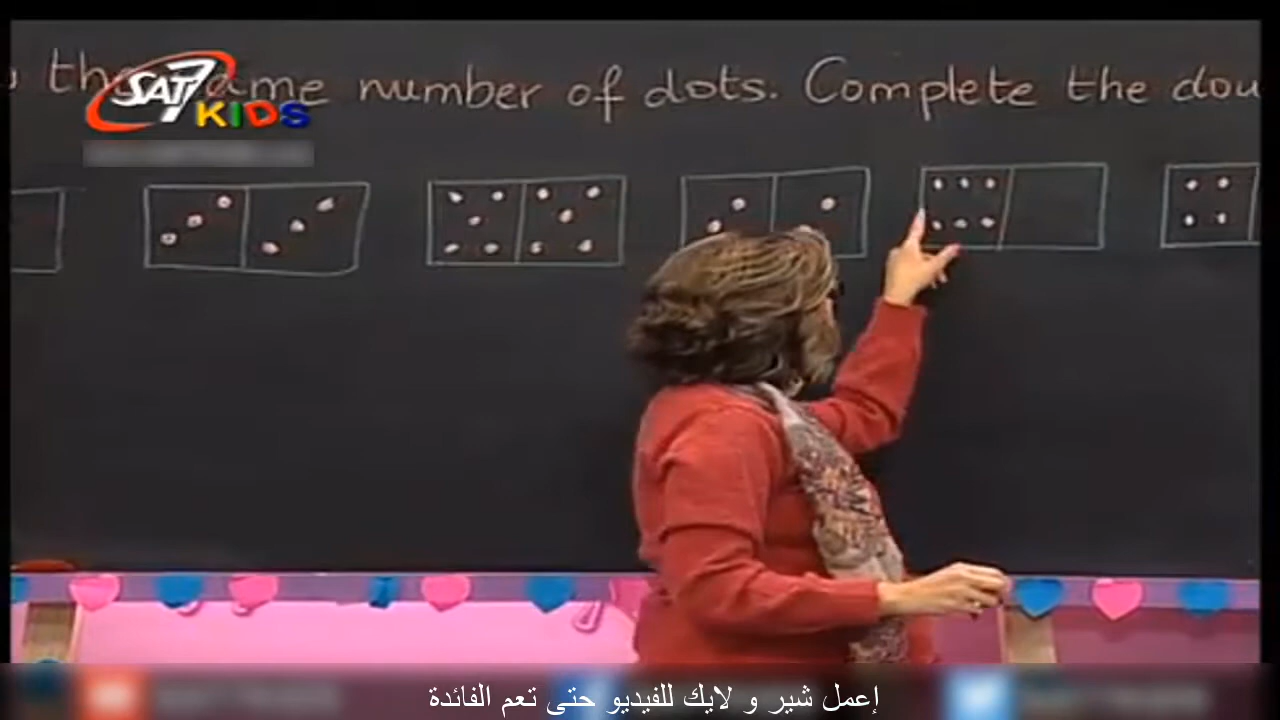 the same number of dots. Complete the dou
SAT7
KIDS
إعمل شير و لايك للفيديو حتى تعم الفائدة